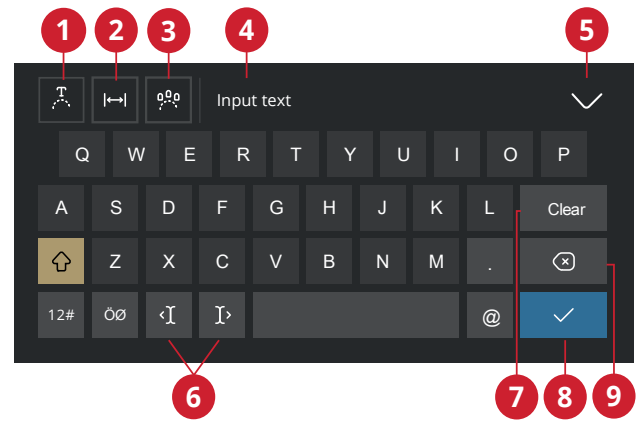 1 2 3 4 5
T Input text
Q W E R T Y U I O P
A S D F G H J K L Clear
Z X C V B N M .
12# ÖØ @
6 7 8 9